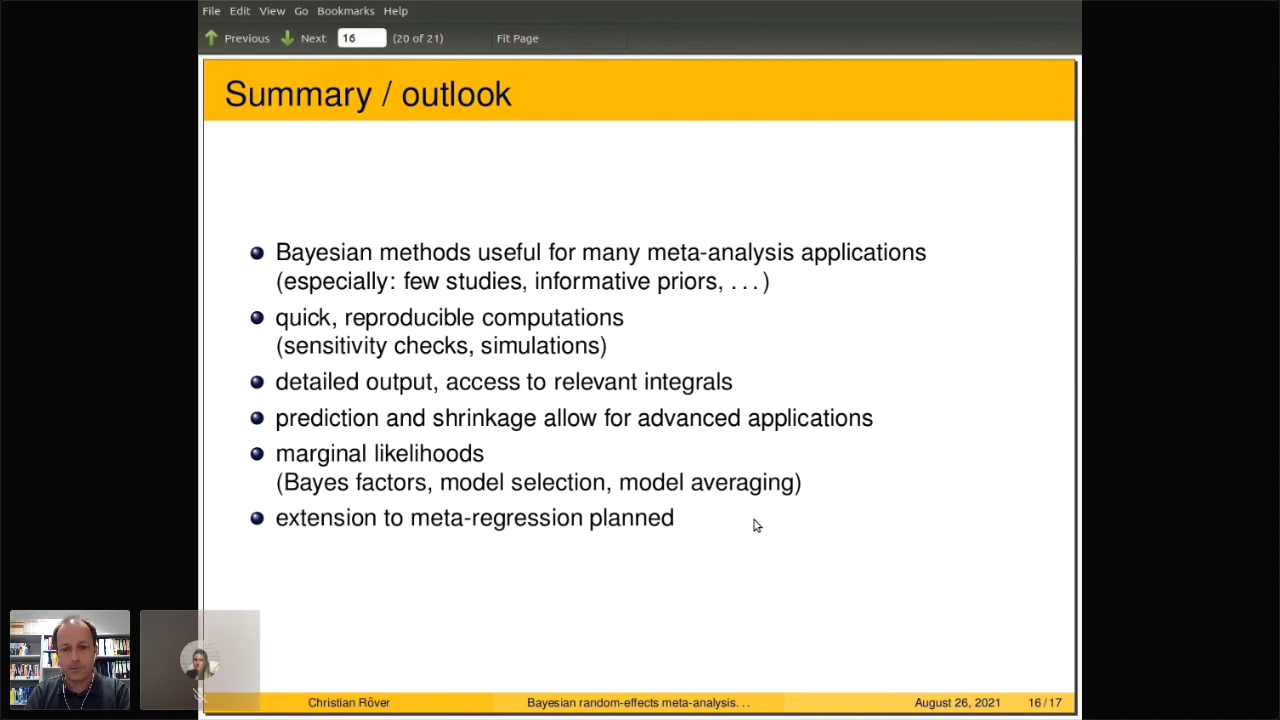 File Edit View Go Bookmarks Help
Previous Next 16 (20 of 21) Fit Page
Summary / outlook
Bayesian methods useful for many meta-analysis applications
(especially: few studies, informative priors, . . . )
quick, reproducible computations
(sensitivity checks, simulations)
detailed output, access to relevant integrals
prediction and shrinkage allow for advanced applications
marginal likelihoods
(Bayes factors, model selection, model averaging)
extension to meta-regression planned
Christian Röver Bayesian random-effects meta-analysis. . . August 26, 2021 16 / 17